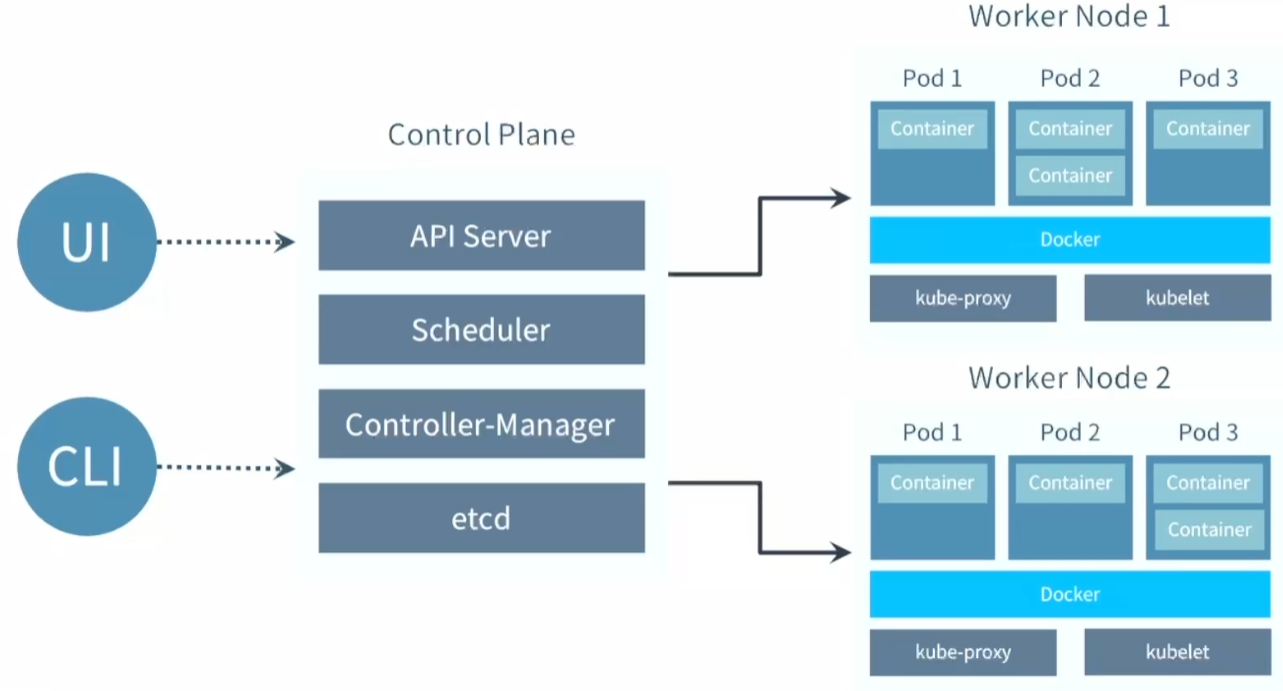 UI
CLI
Control Plane
API Server
Scheduler
Controller-Manager
etcd
Worker Node 1
Pod 1 Pod 2 Pod 3
Container Container Container
Container
Docker
kube-proxy kubelet
Worker Node 2
Pod 1 Pod 2 Pod 3
Container Container Container
Container
Docker
kube-proxy kubelet